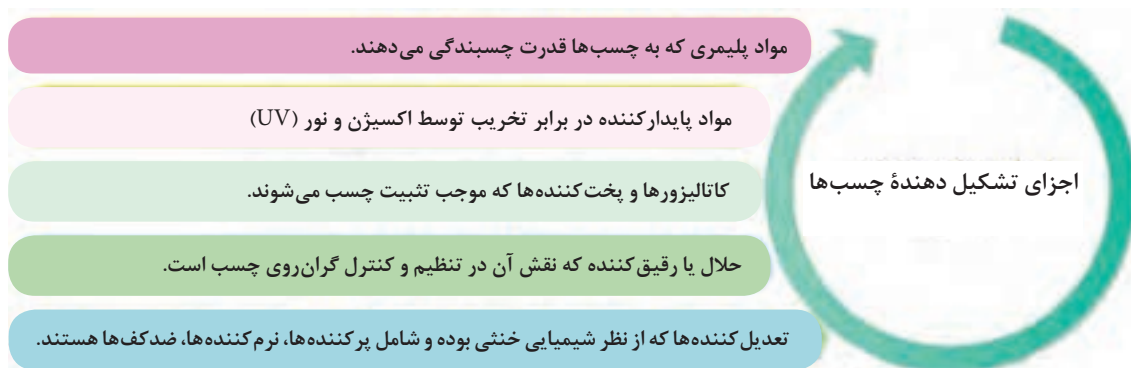 اجزای تشکیل دهندهٔ چسب‌ها
مواد پلیمری که به چسب‌ها قدرت چسبندگی می‌دهند.
مواد پایدارکننده در برابر تخریب توسط اکسیژن و نور (UV)
کاتالیزورها و پخت‌کننده‌ها که موجب تثبیت چسب می‌شوند.
حلال یا رقیق‌کننده که نقش آن در تنظیم و کنترل گران‌روی چسب است.
تعدیل‌کننده‌ها که از نظر شیمیایی خنثی بوده و شامل پرکننده‌ها، نرم‌کننده‌ها، ضدکف‌ها هستند.